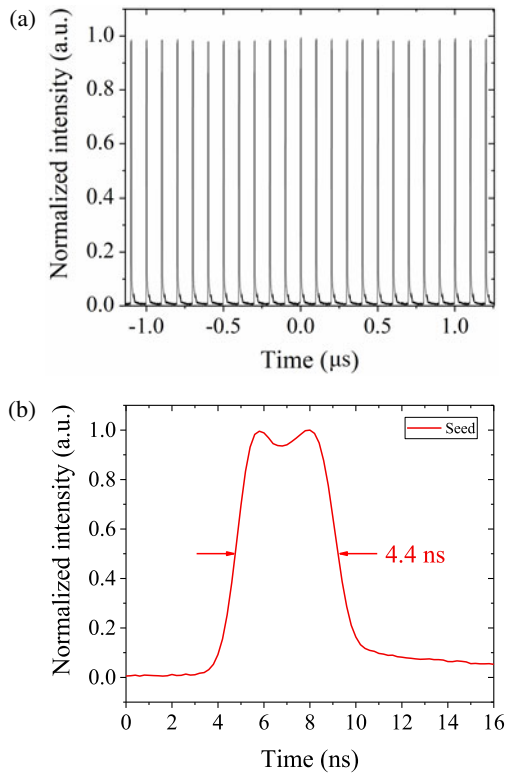 (a)
Normalized intensity (a.u.)
1.0
0.8
0.6
0.4
0.2
0.0
-1.0 -0.5 0.0 0.5 1.0
Time (μs)
(b)
Normalized intensity (a.u.)
1.0
0.8
0.6
0.4
0.2
0.0
Seed
4.4 ns
0 2 4 6 8 10 12 14 16
Time (ns)